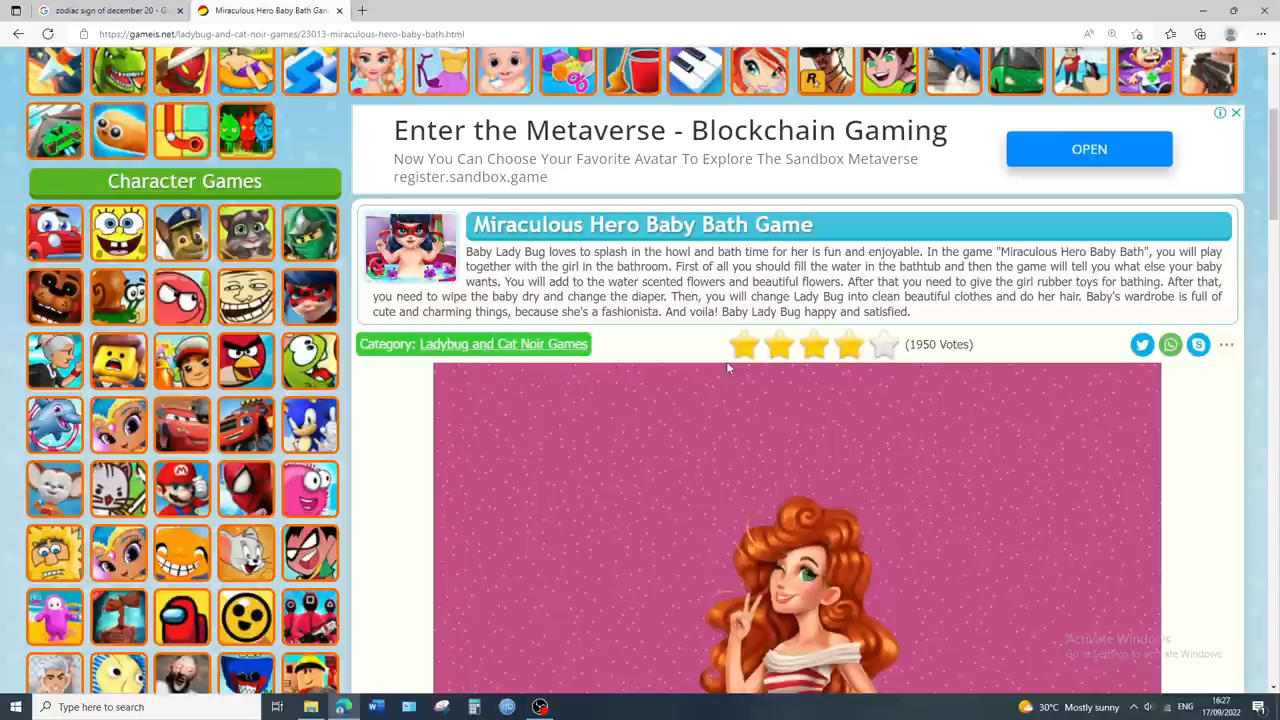 zodiac sign of december 20 - G
Miraculous Hero Baby Bath Gam
https://gameis.net/ladybug-and-cat-noir-games/23013-miraculous-hero-baby-bath.html
Enter the Metaverse - Blockchain Gaming
Now You Can Choose Your Favorite Avatar To Explore The Sandbox Metaverse
register.sandbox.game
OPEN
Character Games
Miraculous Hero Baby Bath Game
Baby Lady Bug loves to splash in the howl and bath time for her is fun and enjoyable. In the game "Miraculous Hero Baby Bath", you will play
together with the girl in the bathroom. First of all you should fill the water in the bathtub and then the game will tell you what else your baby
wants. You will add to the water scented flowers and beautiful flowers. After that you need to give the girl rubber toys for bathing. After that,
you need to wipe the baby dry and change the diaper. Then, you will change Lady Bug into clean beautiful clothes and do her hair. Baby's wardrobe is full of
cute and charming things, because she's a fashionista. And voila! Baby Lady Bug happy and satisfied.
Category: Ladybug and Cat Noir Games
(1950 Votes)
Activate Windows
Go to Settings to activate Windows.
Type here to search
30°C Mostly sunny
ENG
16:27
17/09/2022